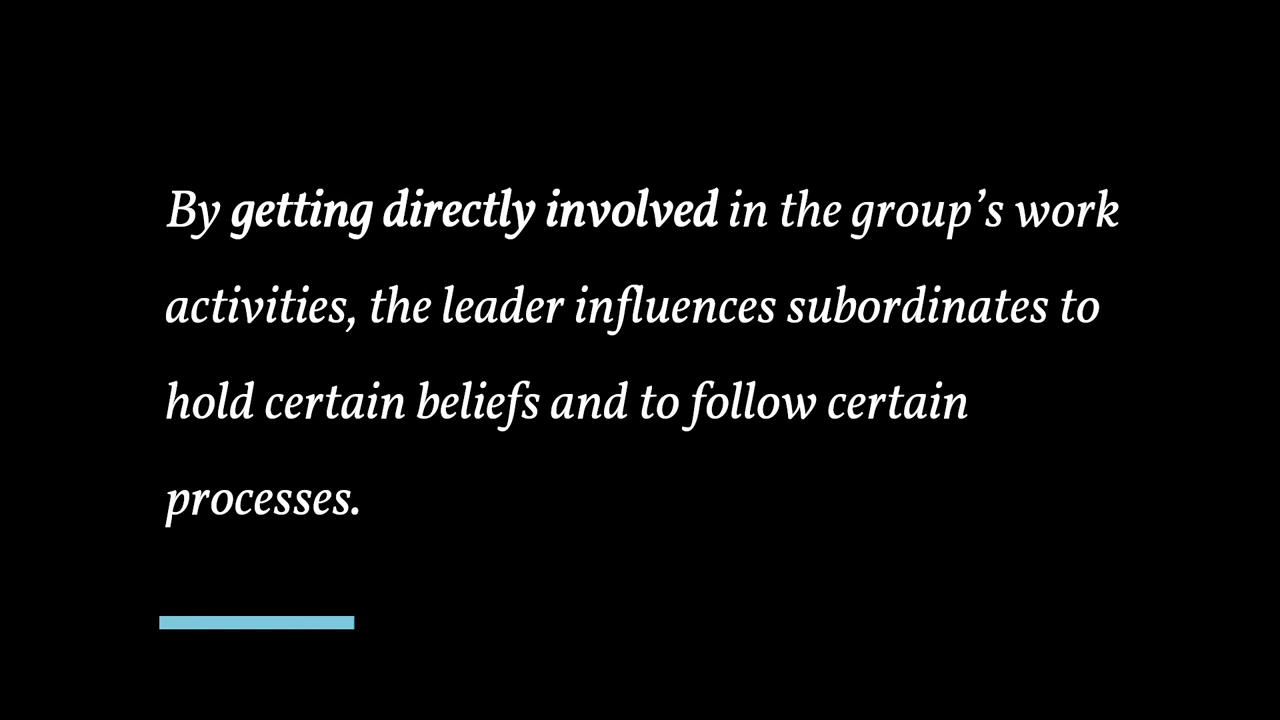 By getting directly involved in the group’s work
activities, the leader influences subordinates to
hold certain beliefs and to follow certain
processes.